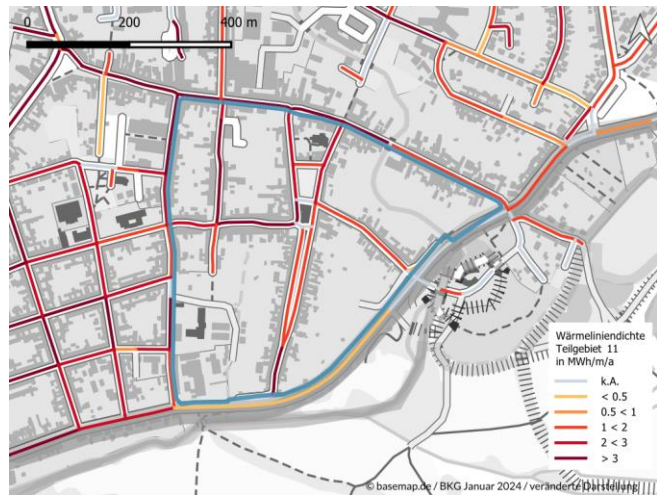 0 200 400 m
Wärmeliniendichte
Teilgebiet 11
in MWh/m/a
k.A.
< 0.5
0.5 < 1
1 < 2
2 < 3
> 3
© basemap.de / BKG Januar 2024 / veränderte Darstellung